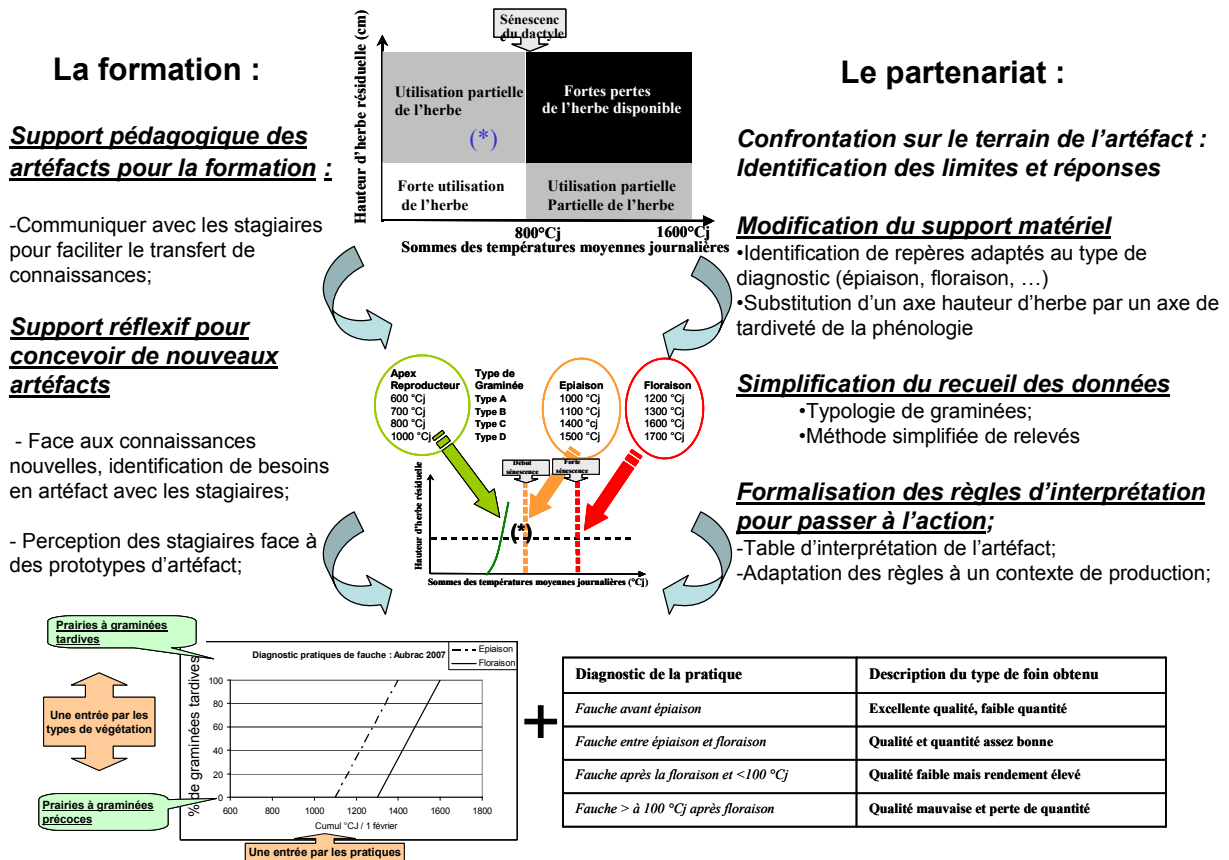 La formation :
Support pédagogique des
artéfacts pour la formation :
-Communiquer avec les stagiaires
pour faciliter le transfert de
connaissances;
Support réflexif pour
concevoir de nouveaux
artéfacts
- Face aux connaissances
nouvelles, identification de besoins
en artéfact avec les stagiaires;
- Perception des stagiaires face à
des prototypes d'artéfact;
Sénescenc
e
du dactyle
Hauteur d'herbe résiduelle (cm)
Utilisation partielle
de l'herbe
(*)
Fortes pertes
de l'herbe disponible
Forte utilisation
de l'herbe
Utilisation partielle
Partielle de l'herbe
800°Cj
1600°Cj
Sommes des températures moyennes journalières
Le partenariat :
Confrontation sur le terrain de l'artéfact :
Identification des limites et réponses
Modification du support matériel
•Identification de repères adaptés au type de
diagnostic (épiaison, floraison, …)
•Substitution d'un axe hauteur d'herbe par un axe de
tardiveté de la phénologie
Simplification du recueil des données
•Typologie de graminées;
•Méthode simplifiée de relevés
Formalisation des règles d'interprétation
pour passer à l'action;
-Table d'interprétation de l'artéfact;
-Adaptation des règles à un contexte de production;
Apex
Reproducteur
600 °Cj
700 °Cj
800 °Cj
1000 °Cj
Type de
Graminée
Type A
Type B
Type C
Type D
Epiaison
1000 °Cj
1100 °Cj
1400 °Cj
1500 °Cj
Floraison
1200 °Cj
1300 °Cj
1600 °Cj
1700 °Cj
Début
sénescence
Forte
sénescence
Hauteur d'herbe résiduelle
(*)
Sommes des températures moyennes journalières (°Cj)
Prairies à graminées
tardives
Une entrée par les
types de végétation
Prairies à graminées
précoces
Diagnostic pratiques de fauche : Aubrac 2007
Epiaison
Floraison
% de graminées tardives
100
80
60
40
20
0
600 800 1000 1200 1400 1600 1800
Cumul °CJ / 1 février
Une entrée par les pratiques
+
Diagnostic de la pratique Description du type de foin obtenu
Fauche avant épiaison Excellente qualité, faible quantité
Fauche entre épiaison et floraison Qualité et quantité assez bonne
Fauche après la floraison et <100 °Cj Qualité faible mais rendement élevé
Fauche > à 100 °Cj après floraison Qualité mauvaise et perte de quantité